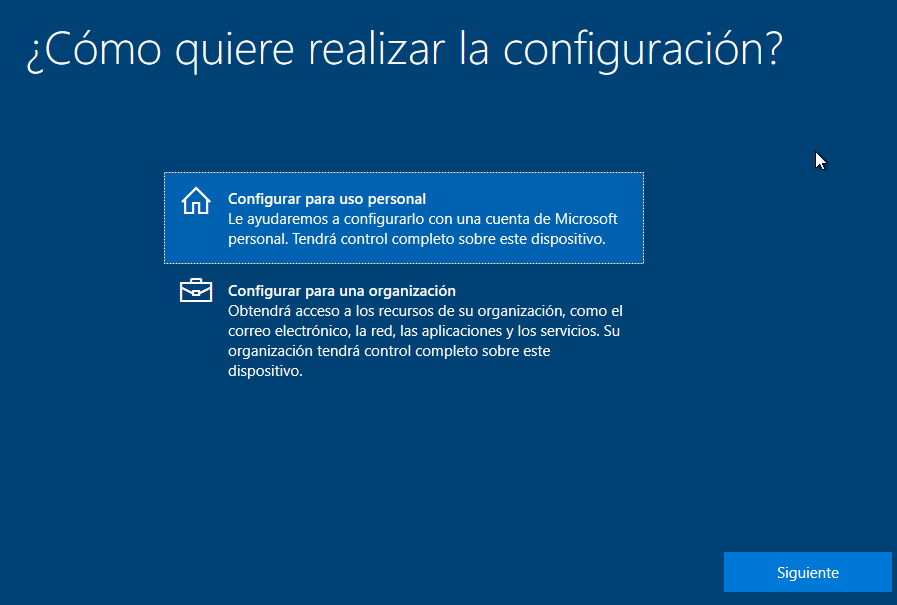 ¿Cómo quiere realizar la configuración?
Configurar para uso personal
Le ayudaremos a configurarlo con una cuenta de Microsoft
personal. Tendrá control completo sobre este dispositivo.
Configurar para una organización
Obtendrá acceso a los recursos de su organización, como el
correo electrónico, la red, las aplicaciones y los servicios. Su
organización tendrá control completo sobre este
dispositivo.
Siguiente